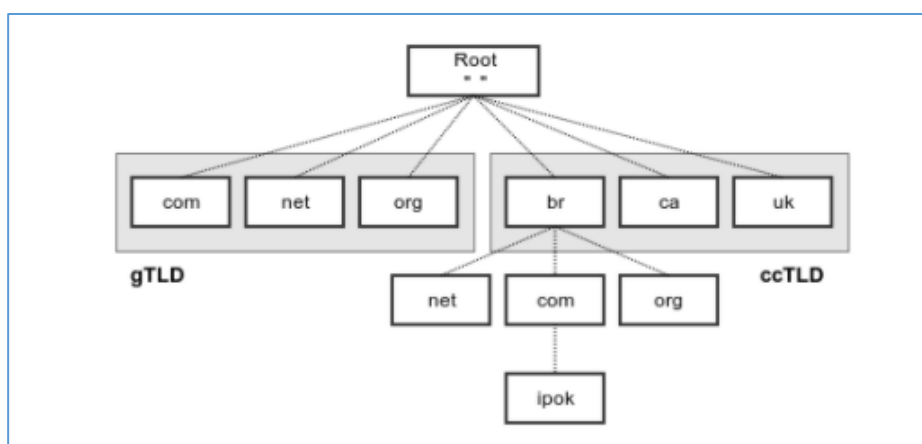 Root
" "
com net org br ca uk
gTLD ccTLD
net com org
ipok